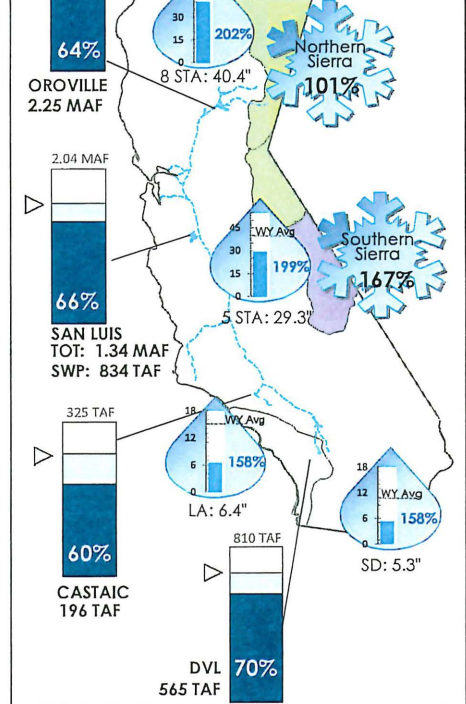 30
15
0
202%
8 STA: 40.4"
Northern
Sierra
101%
64%
OROVILLE
2.25 MAF
2.04 MAF
66%
SAN LUIS
TOT: 1.34 MAF
SWP: 834 TAF
45
30
15
0
WY Avg
199%
5 STA: 29.3"
Southern
Sierra
167%
325 TAF
60%
CASTAIC
196 TAF
18
12
6
0
WY Avg
158%
LA: 6.4"
18
12
6
0
WY Avg
158%
SD: 5.3"
810 TAF
70%
DVL
565 TAF